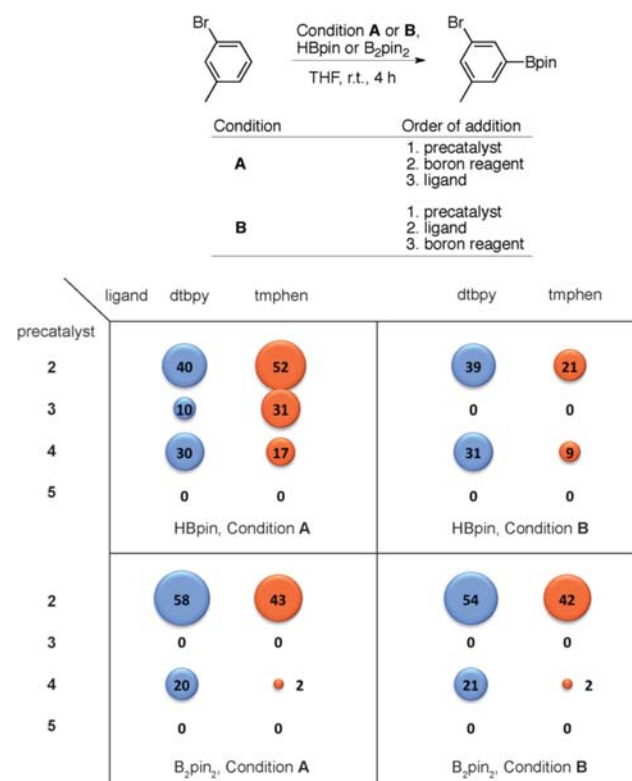 Br
Condition A or B,
HBpin or B₂pin₂
THF, r.t., 4 h
Br
Bpin
Condition Order of addition
A
1. precatalyst
2. boron reagent
3. ligand
B
1. precatalyst
2. ligand
3. boron reagent
ligand dtbpy tmphen dtbpy tmphen
precatalyst
2 40 52 39 21
3 10 31 0 0
4 30 17 31 9
5 0 0 0 0
HBpin, Condition A HBpin, Condition B
2 58 43 54 42
3 0 0 0 0
4 20 2 21 2
5 0 0 0 0
B₂pin₂, Condition A B₂pin₂, Condition B